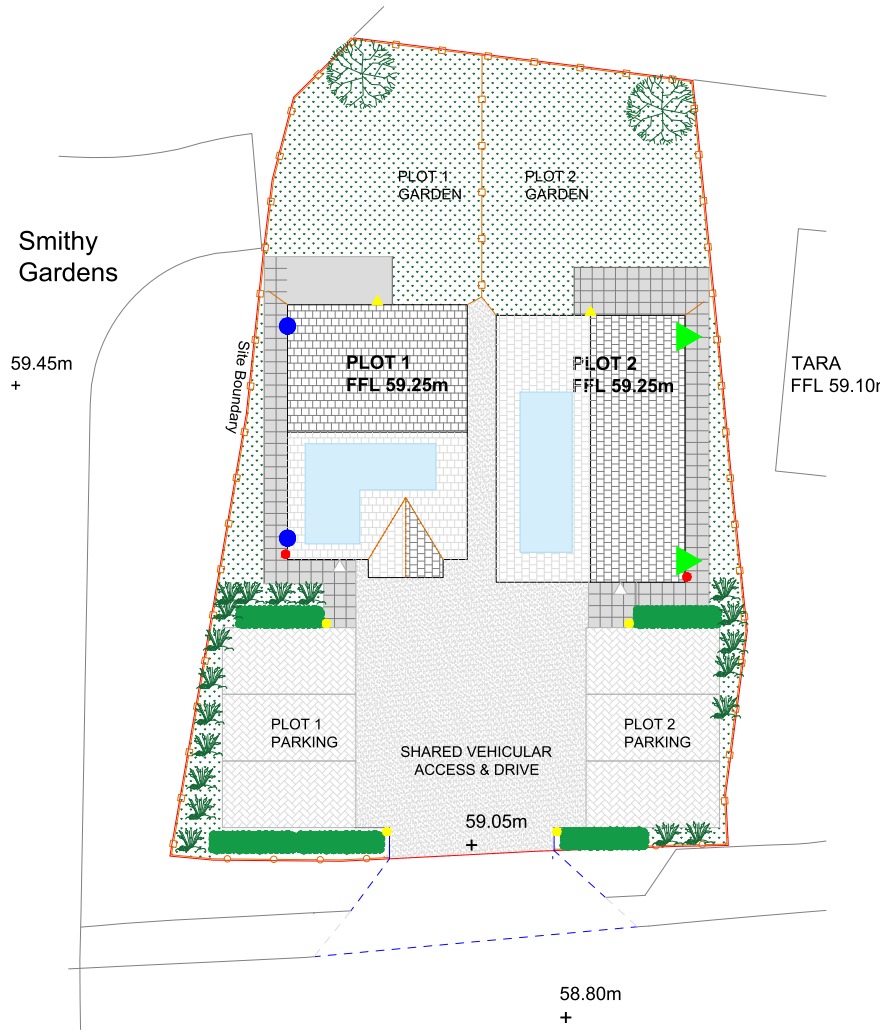 PLOT 1
GARDEN
PLOT 2
GARDEN
Smithy
Gardens
59.45m
+
Site Boundary
PLOT 1
FFL 59.25m
PLOT 2
FFL 59.25m
TARA
FFL 59.10m
PLOT 1
PARKING
PLOT 2
PARKING
SHARED VEHICULAR
ACCESS & DRIVE
59.05m
+
58.80m
+